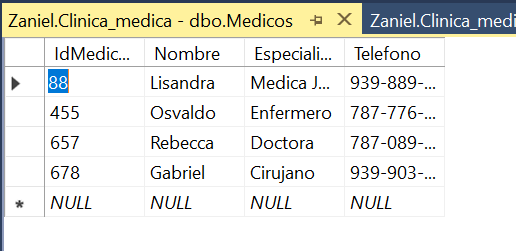 Zaniel.Clinica_medica - dbo.Medicos Zaniel.Clinica_medi
IdMedic... Nombre Especiali... Telefono
88 Lisandra Medica J... 939-889-...
455 Osvaldo Enfermero 787-776-...
657 Rebecca Doctora 787-089-...
678 Gabriel Cirujano 939-903-...
NULL NULL NULL NULL